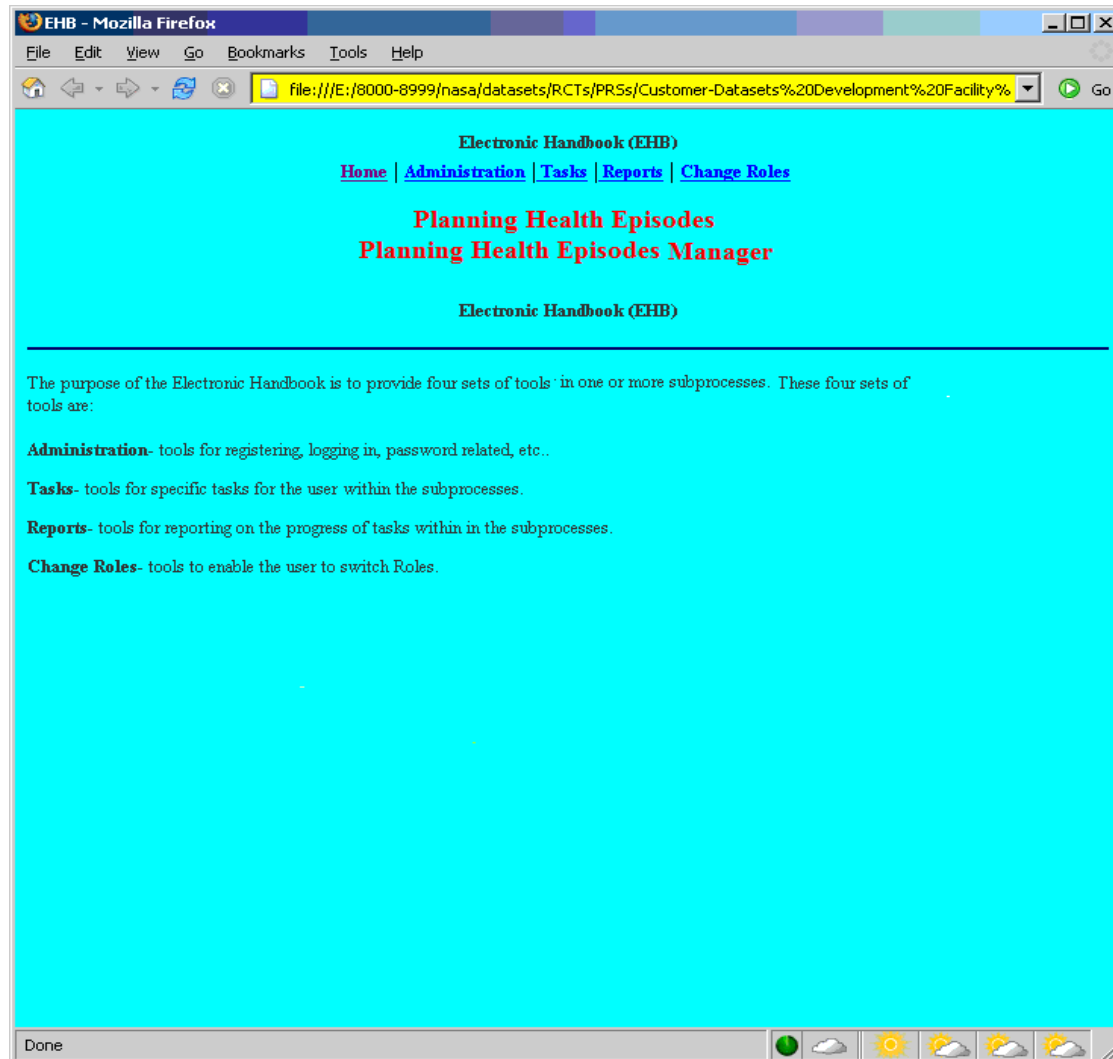 EHB - Mozilla Firefox
File Edit View Go Bookmarks Tools Help
file:///E:/8000-8999/nasa/datasets/RCTs/PRSs/Customer-Datasets%20Development%20Facility% Go
Electronic Handbook (EHB)
Home | Administration | Tasks | Reports | Change Roles
Planning Health Episodes
Planning Health Episodes Manager
Electronic Handbook (EHB)
The purpose of the Electronic Handbook is to provide four sets of tools in one or more subprocesses. These four sets of
tools are:
Administration- tools for registering, logging in, password related, etc..
Tasks- tools for specific tasks for the user within the subprocesses.
Reports- tools for reporting on the progress of tasks within in the subprocesses.
Change Roles- tools to enable the user to switch Roles.
Done